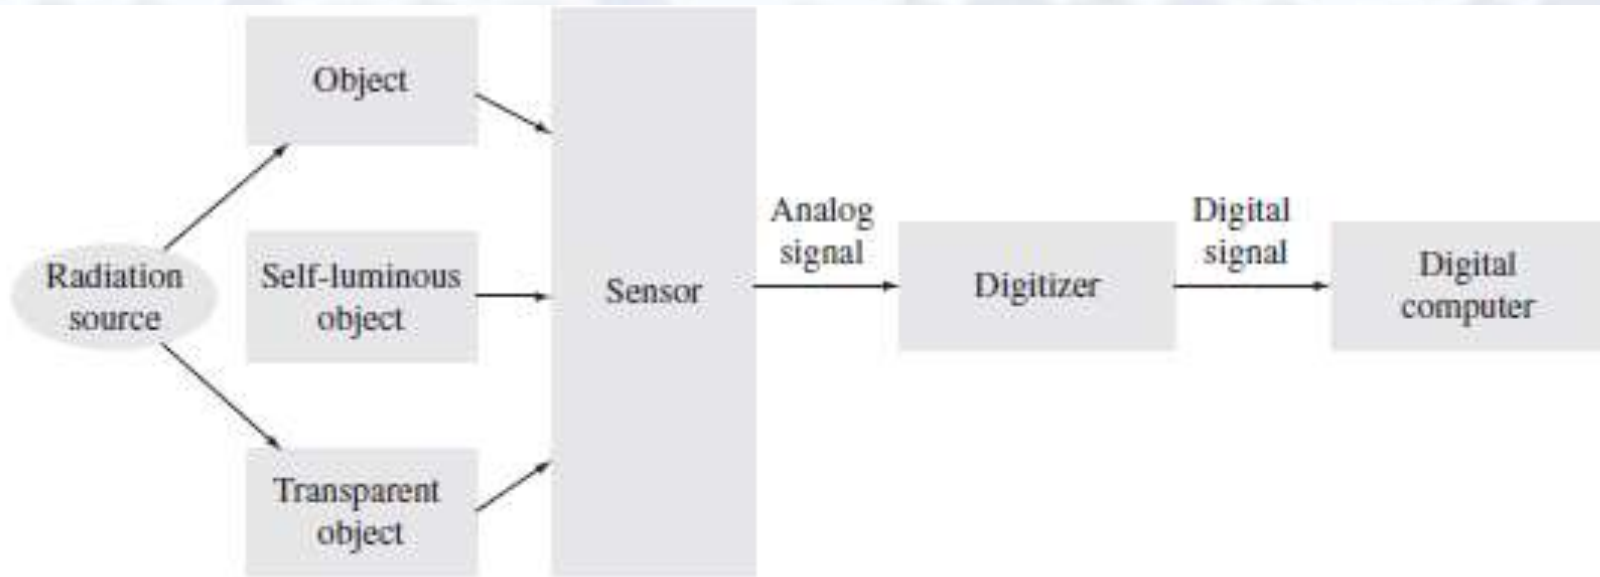 Object
Radiation
source
Self-luminous
object
Transparent
object
Sensor
Analog
signal
Digitizer
Digital
signal
Digital
computer